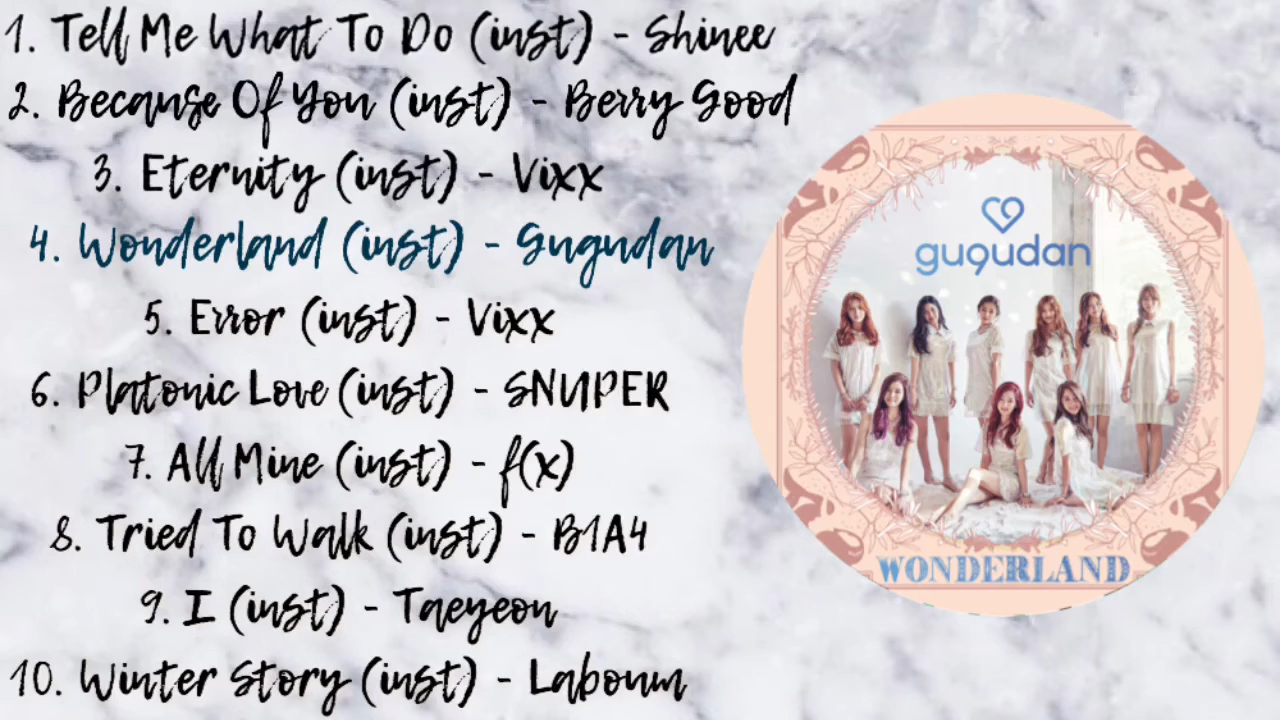 1. Tell Me What To Do (inst) - Shinee
2. Because Of You (inst) - Berry Good
3. Eternity (inst) - Vixx
4. Wonderland (inst) - Gugudan
5. Error (inst) - Vixx
6. Platonic Love (inst) - SNUPER
7. All Mine (inst) - f(x)
8. Tried To Walk (inst) - B1A4
9. I (inst) - Taeyeon
10. Winter Story (inst) - Laboum
gugudan
WONDERLAND